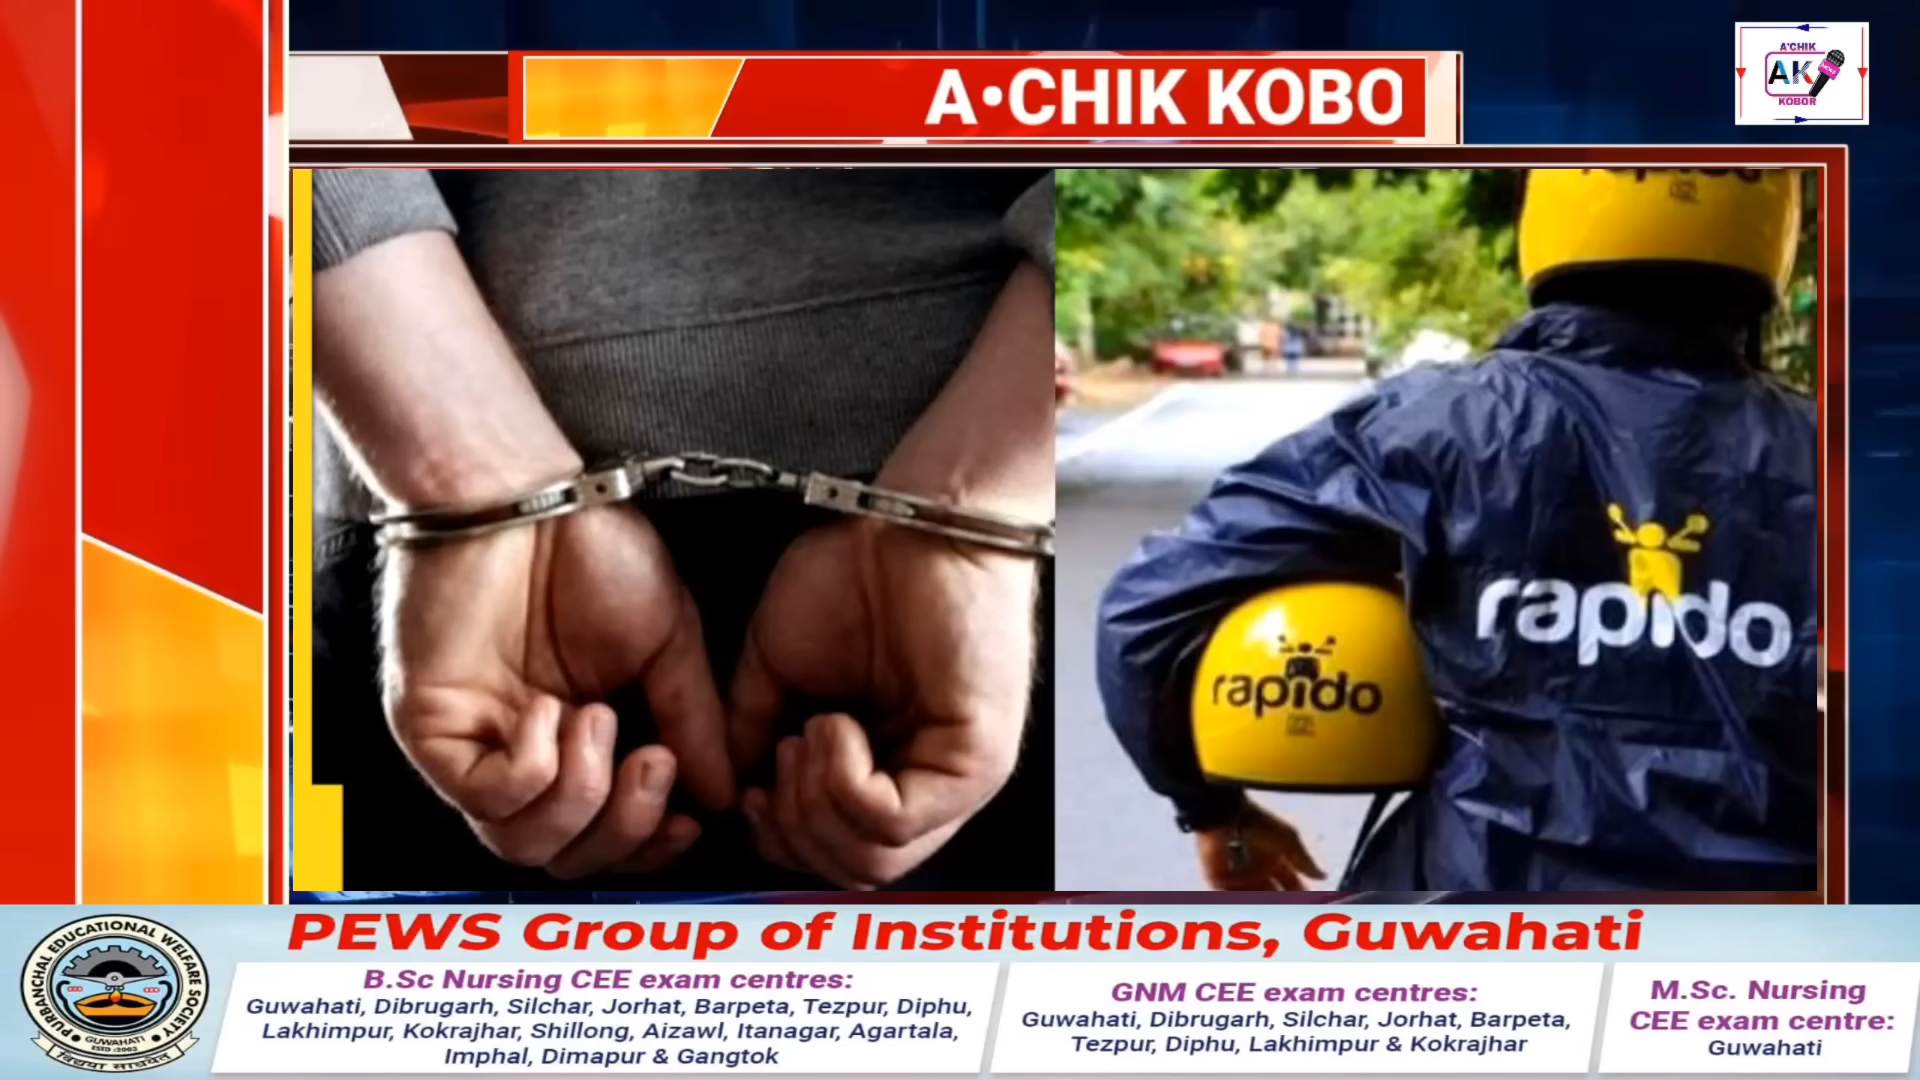 A•CHIK KOBO
A'CHIK
AK
KOBOR
rapido
rapido
rapido
PEWS Group of Institutions, Guwahati
PURBANCHAL EDUCATIONAL WELFARE SOCIETY
GUWAHATI
ESTD :2003
B.Sc Nursing CEE exam centres:
Guwahati, Dibrugarh, Silchar, Jorhat, Barpeta, Tezpur, Diphu,
Lakhimpur, Kokrajhar, Shillong, Aizawl, Itanagar, Agartala,
Imphal, Dimapur & Gangtok
GNM CEE exam centres:
Guwahati, Dibrugarh, Silchar, Jorhat, Barpeta,
Tezpur, Diphu, Lakhimpur & Kokrajhar
M.Sc. Nursing
CEE exam centre:
Guwahati